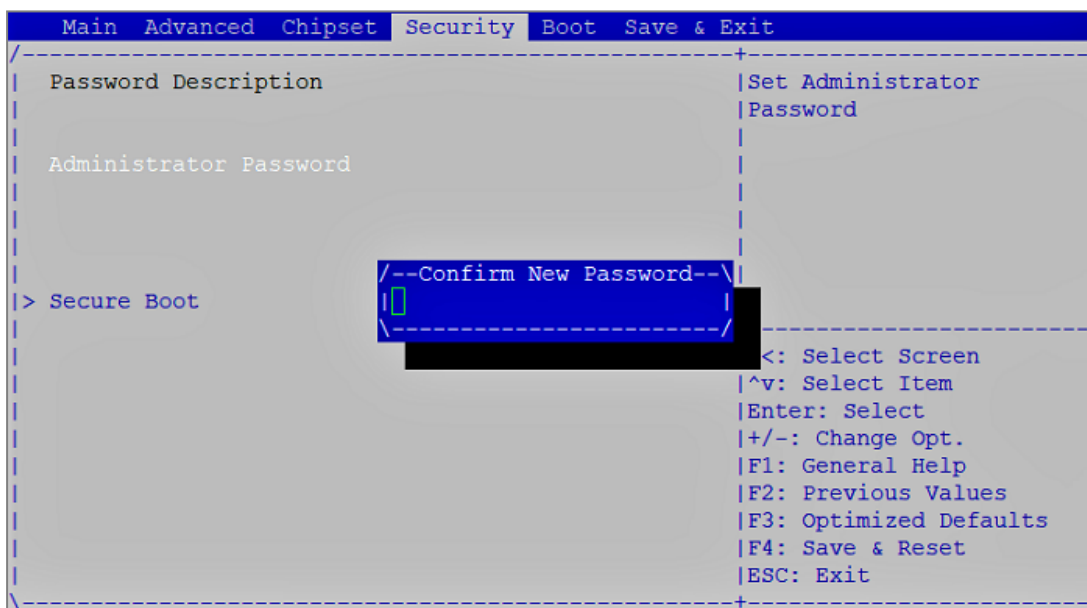 Main Advanced Chipset Security Boot Save & Exit
Password Description
Administrator Password
> Secure Boot
/--Confirm New Password--\
Set Administrator
Password
<: Select Screen
^v: Select Item
Enter: Select
+/-: Change Opt.
F1: General Help
F2: Previous Values
F3: Optimized Defaults
F4: Save & Reset
ESC: Exit